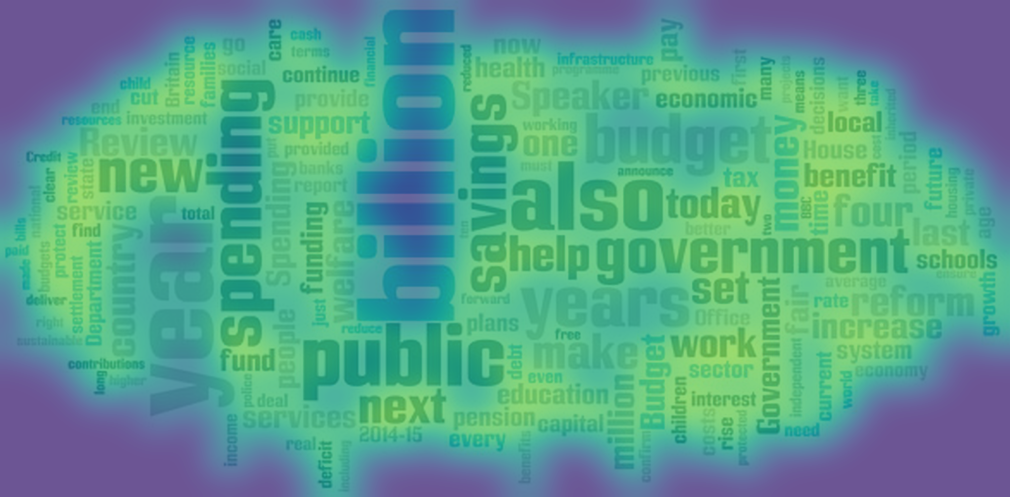 billion
year
spending
public
also
government
budget
savings
years
new
next
help
today
set
work
make
Speaker
Review
support
money
four
reform
increase
last
benefit
Government
Budget
million
country
people
Spending
welfare
funding
services
pension
education
capital
every
2014-15
fund
economic
local
House
tax
time
BBC
two
one
working
must
announce
better
health
now
infrastructure
programme
previous
pay
first
many
projects
means
decisions
want
three
take
costs
inherited
period
future
housing
private
age
schools
ensure
growth
average
rate
fair
Office
free
plans
forward
ten
debt
even
sector
interest
children
costs
rise
protected
confirm
benefits
need
current
world
independent
system
economy
reduce
just
total
put
provide
provided
banks
report
continue
terms
cash
care
financial
reduced
go
social
families
resource
Britain
child
cut
end
resources
investment
state
review
clear
Credit
national
service
find
protect
budgets
Department
settlement
bills
paid
made
deliver
right
sustainable
contributions
long
higher
income
police
deal
real
deficit
including